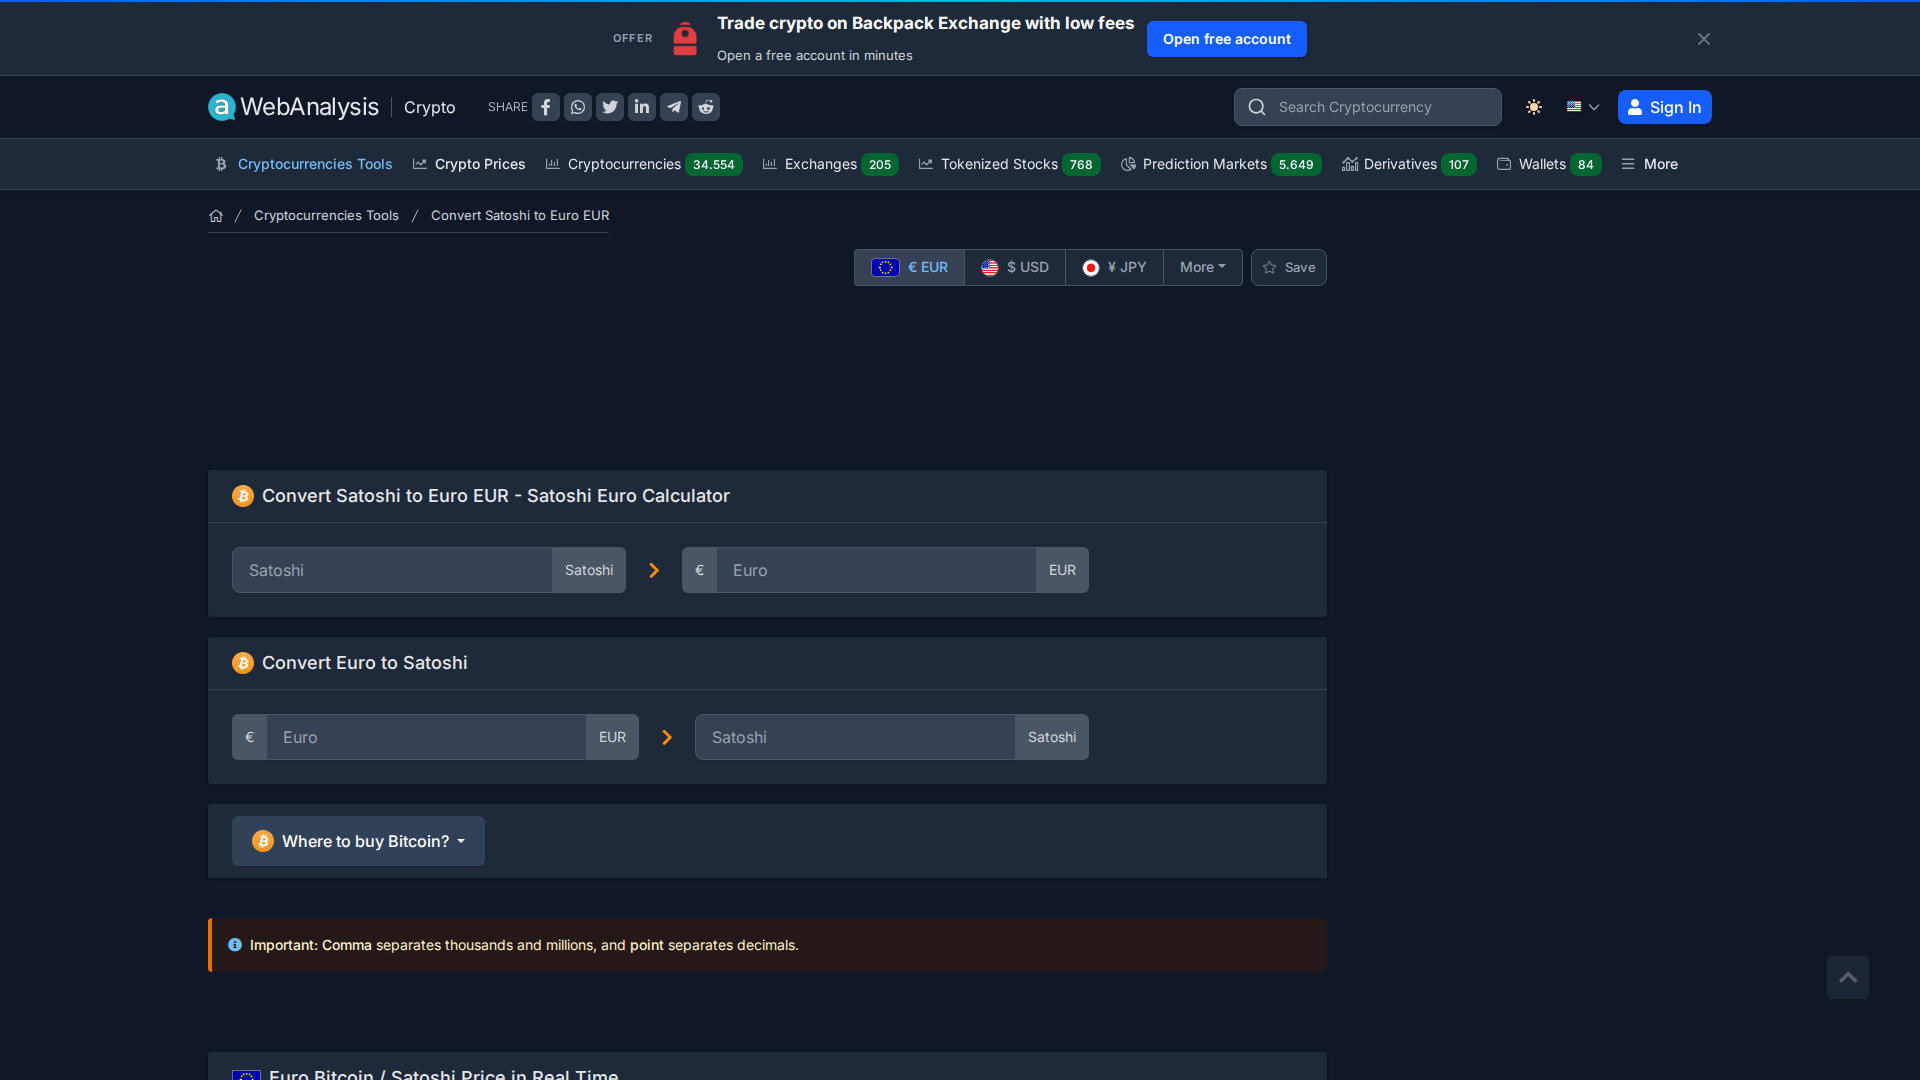 OFFER
Trade crypto on Backpack Exchange with low fees
Open a free account in minutes
Open free account
WebAnalysis
Crypto
SHARE
Search Cryptocurrency
Sign In
Cryptocurrencies Tools
Crypto Prices
Cryptocurrencies 34.554
Exchanges 205
Tokenized Stocks 768
Prediction Markets 5.649
Derivatives 107
Wallets 84
More
/ Cryptocurrencies Tools / Convert Satoshi to Euro EUR
€ EUR
$ USD
¥ JPY
More
Save
Convert Satoshi to Euro EUR - Satoshi Euro Calculator
Satoshi Satoshi € Euro EUR
Convert Euro to Satoshi
€ Euro EUR Satoshi Satoshi
Where to buy Bitcoin?
Important: Comma separates thousands and millions, and point separates decimals.
Euro Bitcoin / Satoshi Price in Real Time